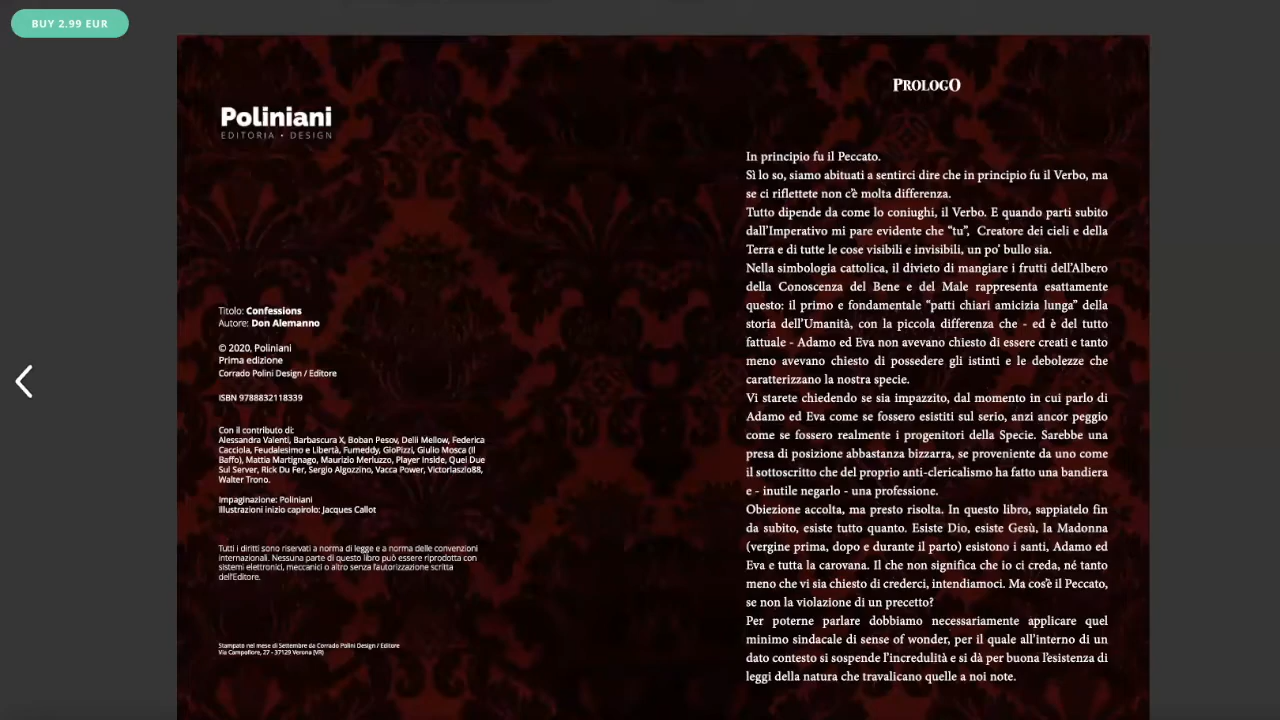 BUY 2.99 EUR
Poliniani
EDITORIA • DESIGN
Titolo: Confessions
Autore: Don Alemanno
© 2020, Poliniani
Prima edizione
Corrado Polini Design / Editore
ISBN 9788832118339
Con il contributo di:
Alessandra Valenti, Barbascura X, Boban Pesov, Delli Mellow, Federica
Cacciola, Feudalesimo e Libertà, Fumeddy, GioPizzi, Giulio Mosca (Il
Baffo), Mattia Martignago, Maurizio Merluzzo, Player Inside, Quei Due
Sul Server, Rick Du Fer, Sergio Algozzino, Vacca Power, Victorlaszlo88,
Walter Trono.
Impaginazione: Poliniani
Illustrazioni inizio capirolo: Jacques Callot
Tutti i diritti sono riservati a norma di legge e a norma delle convenzioni
internazionali. Nessuna parte di questo libro può essere riprodotta con
sistemi elettronici, meccanici o altro senza l'autorizzazione scritta
dell'Editore.
Stampato nel mese di Settembre da Corrado Polini Design / Editore
Via Campofiore, 27 - 37129 Verona (VR)
PROLOGO
In principio fu il Peccato.
Sì lo so, siamo abituati a sentirci dire che in principio fu il Verbo, ma
se ci riflettete non c'è molta differenza.
Tutto dipende da come lo coniughi, il Verbo. E quando parti subito
dall'Imperativo mi pare evidente che “tu”, Creatore dei cieli e della
Terra e di tutte le cose visibili e invisibili, un po' bullo sia.
Nella simbologia cattolica, il divieto di mangiare i frutti dell'Albero
della Conoscenza del Bene e del Male rappresenta esattamente
questo: il primo e fondamentale “patti chiari amicizia lunga” della
storia dell'Umanità, con la piccola differenza che - ed è del tutto
fattuale - Adamo ed Eva non avevano chiesto di essere creati e tanto
meno avevano chiesto di possedere gli istinti e le debolezze che
caratterizzano la nostra specie.
Vi starete chiedendo se sia impazzito, dal momento in cui parlo di
Adamo ed Eva come se fossero esistiti sul serio, anzi ancor peggio
come se fossero realmente i progenitori della Specie. Sarebbe una
presa di posizione abbastanza bizzarra, se proveniente da uno come
il sottoscritto che del proprio anti-clericalismo ha fatto una bandiera
e - inutile negarlo - una professione.
Obiezione accolta, ma presto risolta. In questo libro, sappiatelo fin
da subito, esiste tutto quanto. Esiste Dio, esiste Gesù, la Madonna
(vergine prima, dopo e durante il parto) esistono i santi, Adamo ed
Eva e tutta la carovana. Il che non significa che io ci creda, né tanto
meno che vi sia chiesto di crederci, intendiamoci. Ma cos'è il Peccato,
se non la violazione di un precetto?
Per poterne parlare dobbiamo necessariamente applicare quel
minimo sindacale di sense of wonder, per il quale all'interno di un
dato contesto si sospende l'incredulità e si dà per buona l'esistenza di
leggi della natura che travalicano quelle a noi note.